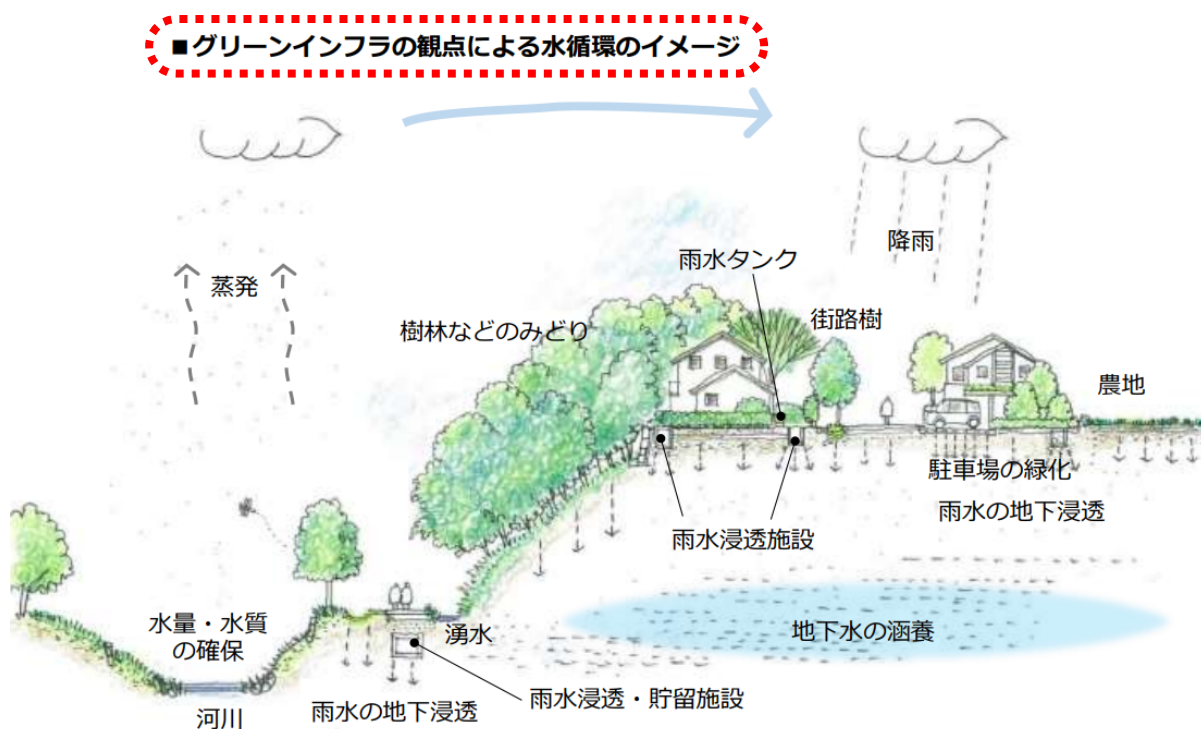 ■グリーンインフラの観点による水循環のイメージ
降雨
雨水タンク
蒸発
街路樹
樹林などのみどり
農地
駐車場の緑化
雨水の地下浸透
雨水浸透施設
水量・水質
の確保
湧水
地下水の涵養
雨水浸透・貯留施設
雨水の地下浸透
河川